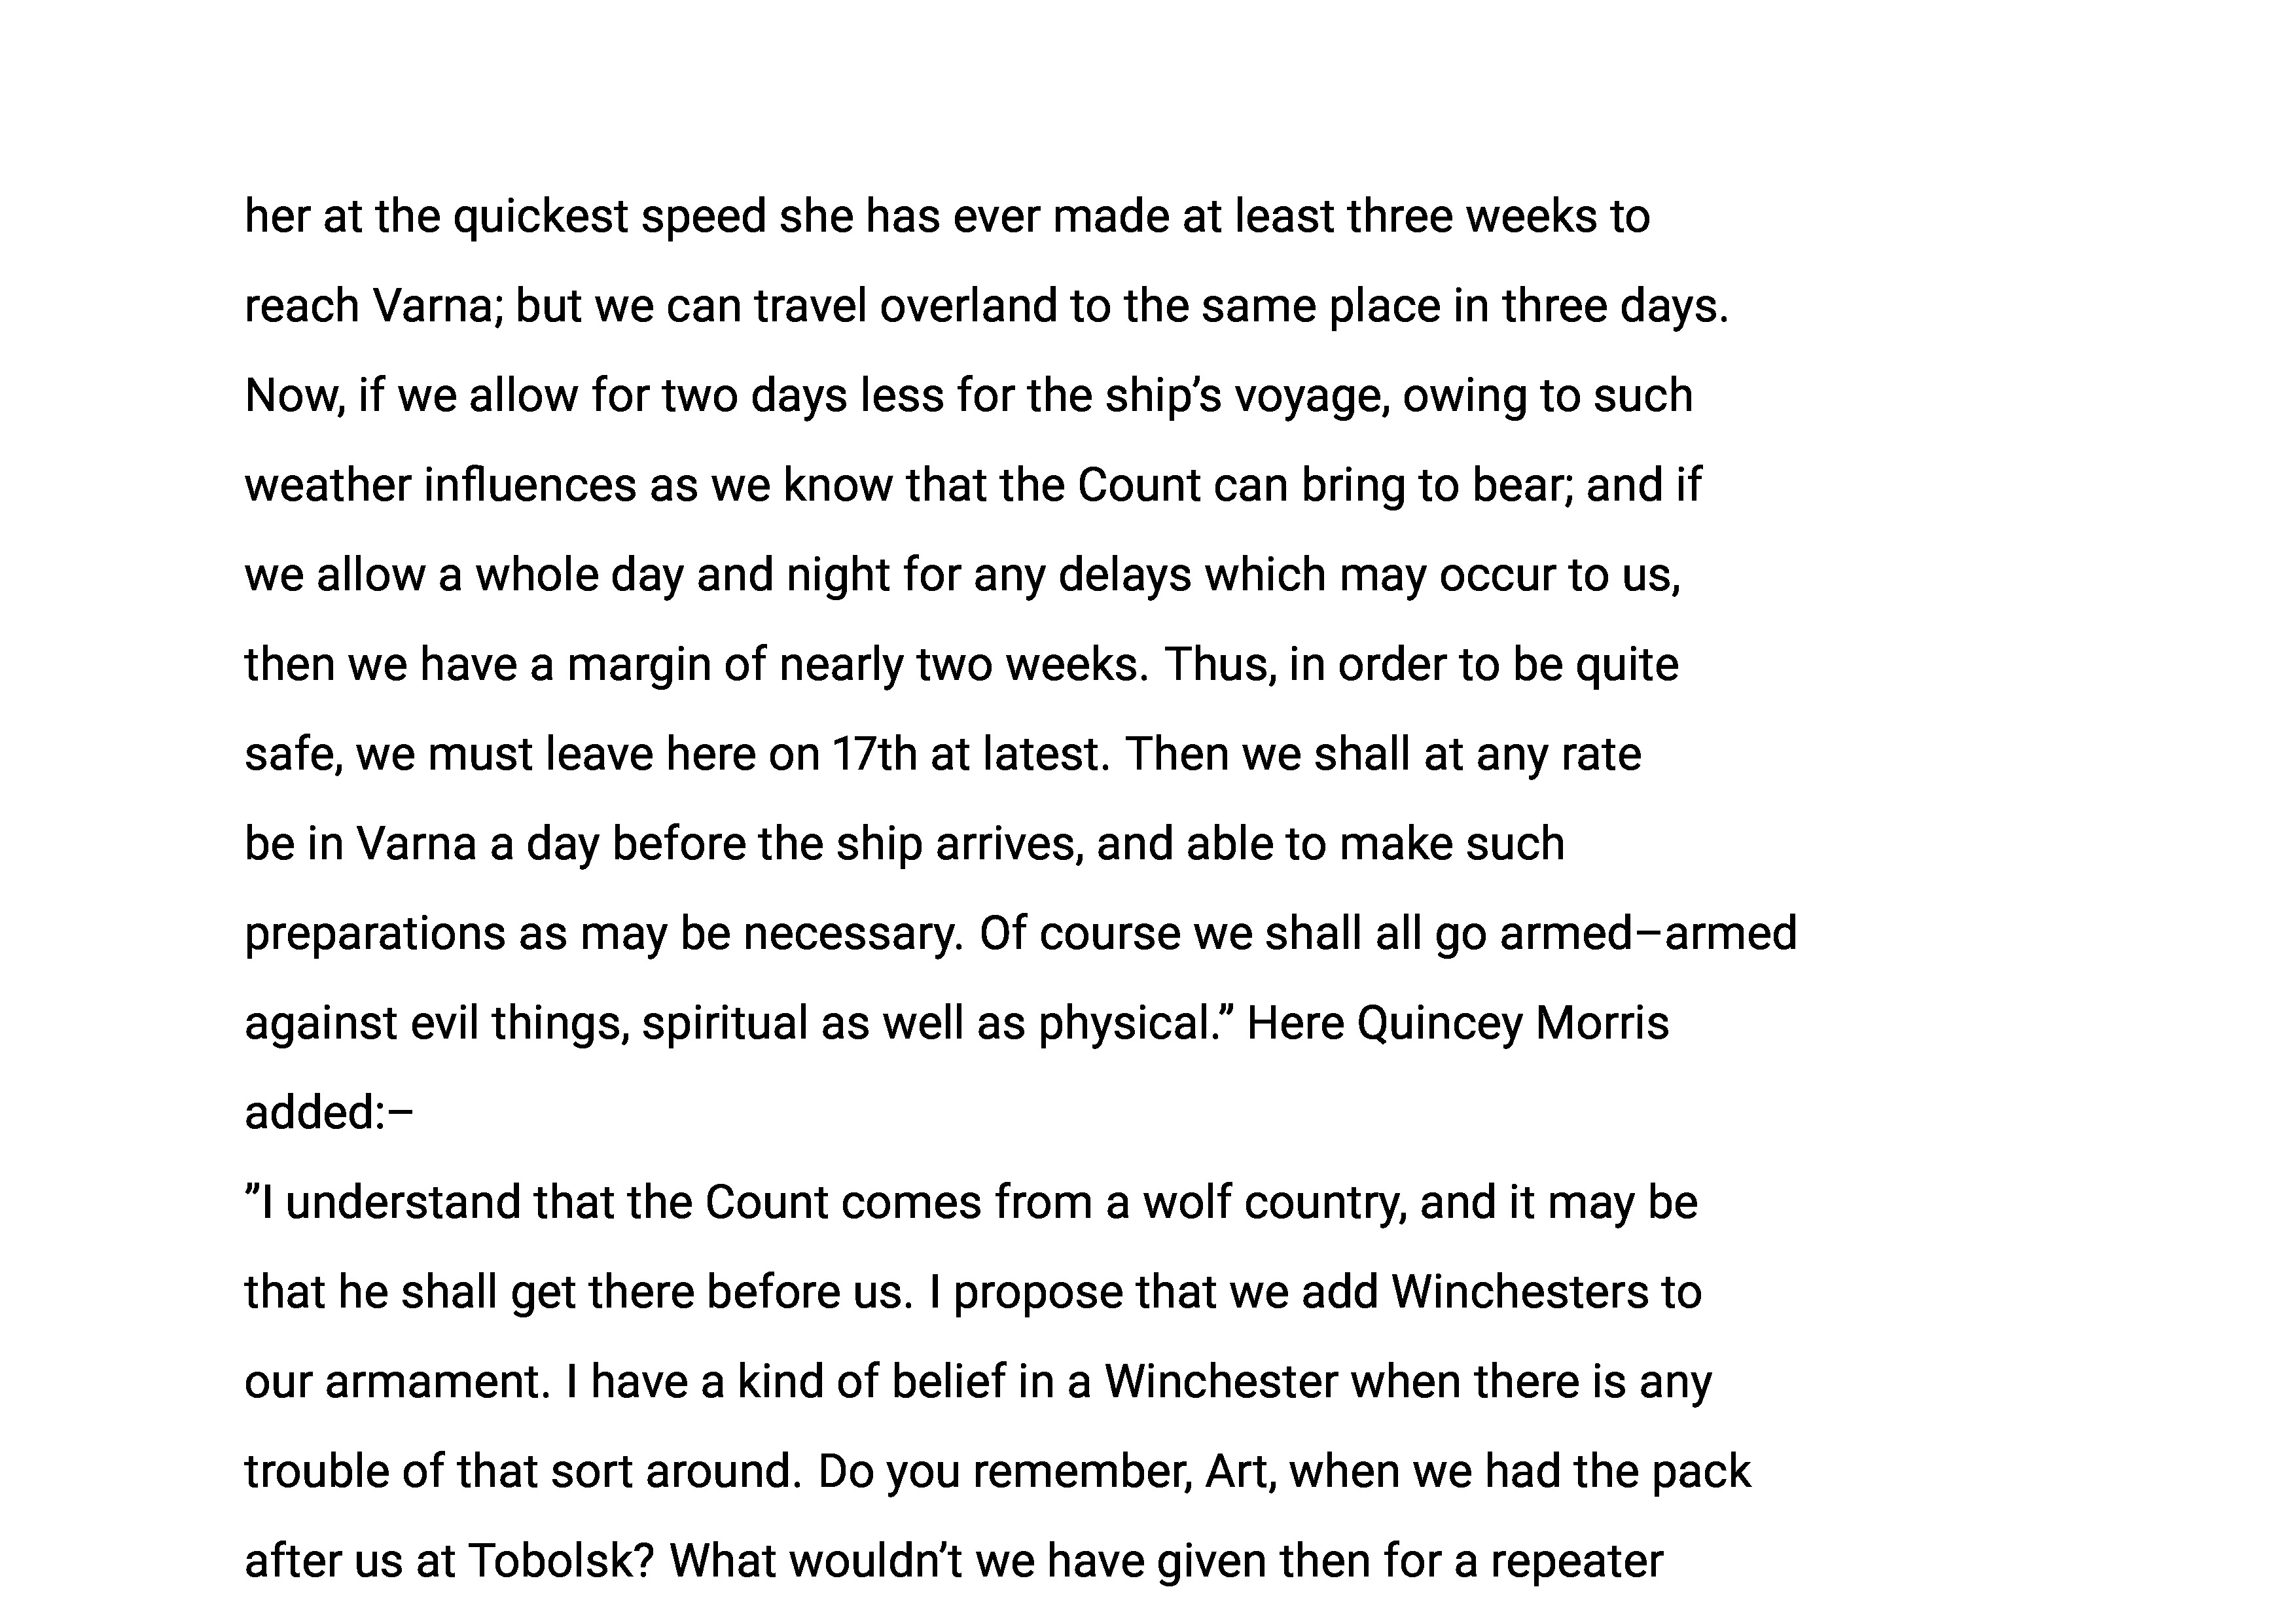 her at the quickest speed she has ever made at least three weeks to
reach Varna; but we can travel overland to the same place in three days.
Now, if we allow for two days less for the ship’s voyage, owing to such
weather influences as we know that the Count can bring to bear; and if
we allow a whole day and night for any delays which may occur to us,
then we have a margin of nearly two weeks. Thus, in order to be quite
safe, we must leave here on 17th at latest. Then we shall at any rate
be in Varna a day before the ship arrives, and able to make such
preparations as may be necessary. Of course we shall all go armed–armed
against evil things, spiritual as well as physical.” Here Quincey Morris
added:–
”I understand that the Count comes from a wolf country, and it may be
that he shall get there before us. I propose that we add Winchesters to
our armament. I have a kind of belief in a Winchester when there is any
trouble of that sort around. Do you remember, Art, when we had the pack
after us at Tobolsk? What wouldn’t we have given then for a repeater